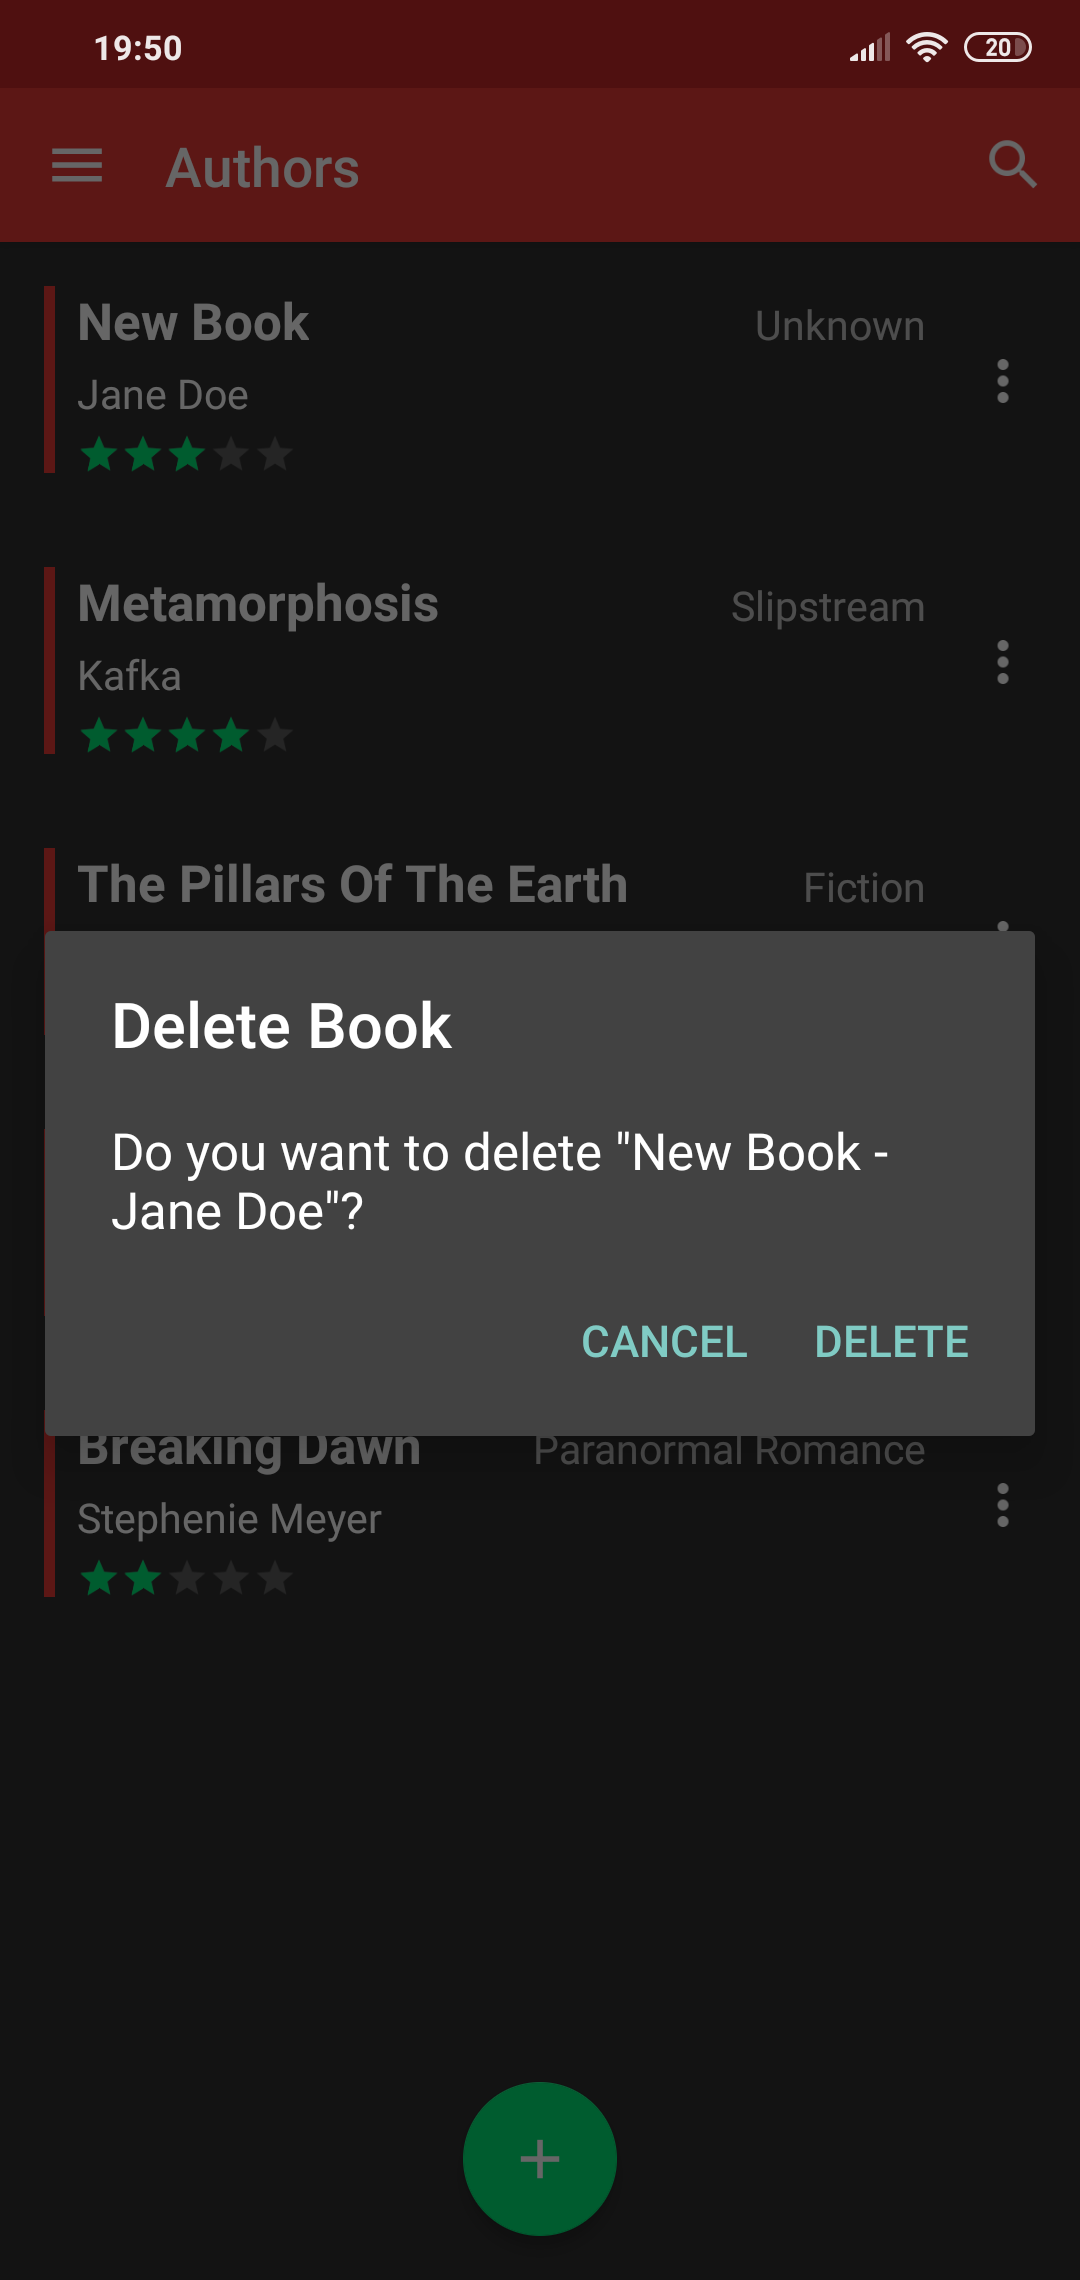 19:50
20
Authors
New Book
Unknown
Jane Doe
Metamorphosis
Slipstream
Kafka
The Pillars Of The Earth
Fiction
Delete Book
Do you want to delete "New Book -
Jane Doe"?
CANCEL
DELETE
Breaking Dawn
Paranormal Romance
Stephenie Meyer
+